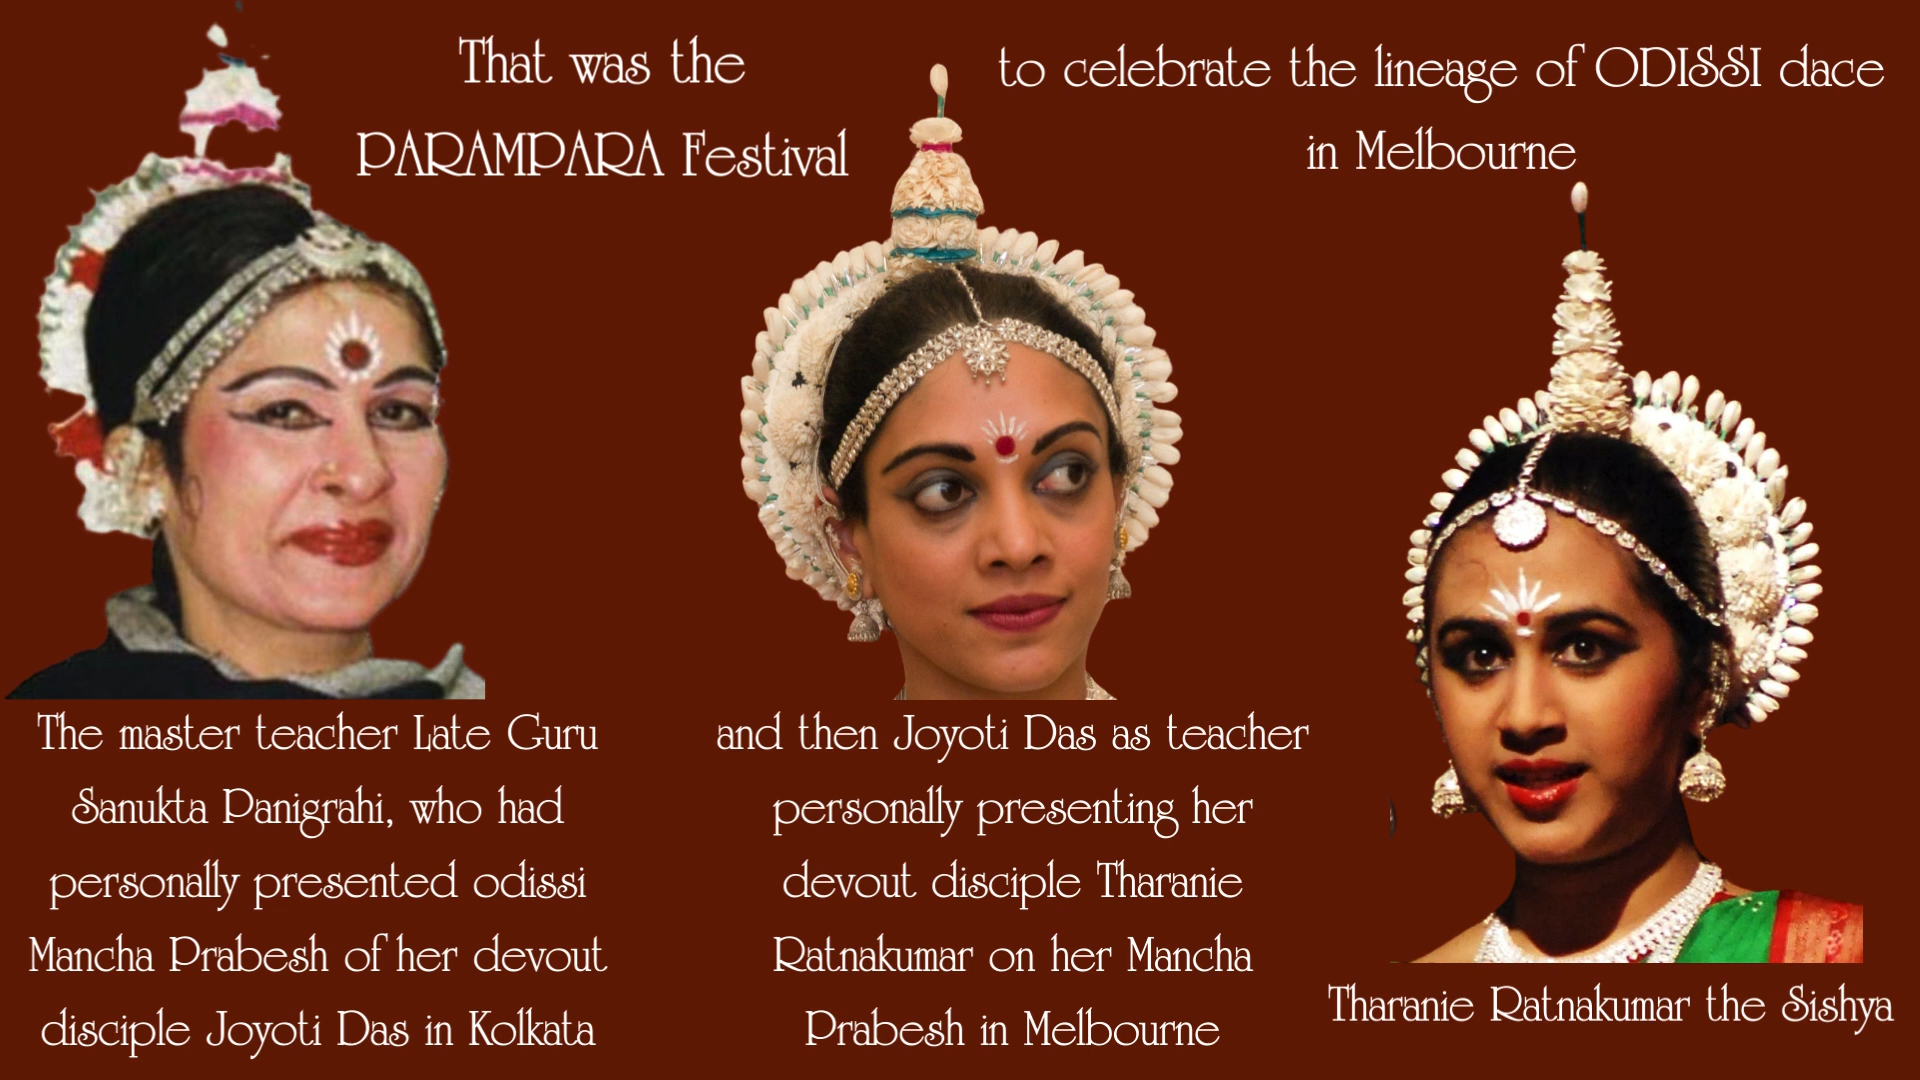 That was the
PARAMPARA Festival
to celebrate the lineage of ODISSI dace
in Melbourne
The master teacher Late Guru
Sanukta Panigrahi, who had
personally presented odissi
Mancha Prabesh of her devout
disciple Joyoti Das in Kolkata
and then Joyoti Das as teacher
personally presenting her
devout disciple Tharanie
Ratnakumar on her Mancha
Prabesh in Melbourne
Tharanie Ratnakumar the Sishya